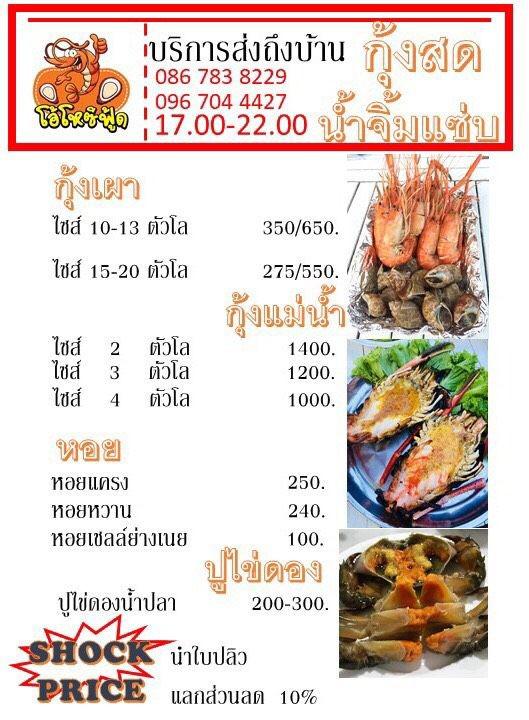 บริการส่งถึงบ้าน กุ้งสด
086 783 8229
096 704 4427
17.00-22.00 น้ำจิ้มแซ่บ
โอ้โหซีฟู้ด
กุ้งเผา
ไซส์ 10-13 ตัวโล 350/650.
ไซส์ 15-20 ตัวโล 275/550.
กุ้งแม่น้ำ
ไซส์ 2 ตัวโล 1400.
ไซส์ 3 ตัวโล 1200.
ไซส์ 4 ตัวโล 1000.
หอย
หอยแครง 250.
หอยหวาน 240.
หอยเชลล์ย่างเนย 100.
ปูไข่ดอง
ปูไข่ดองน้ำปลา 200-300.
SHOCK PRICE
นำใบปลิว
แลกส่วนลด 10%